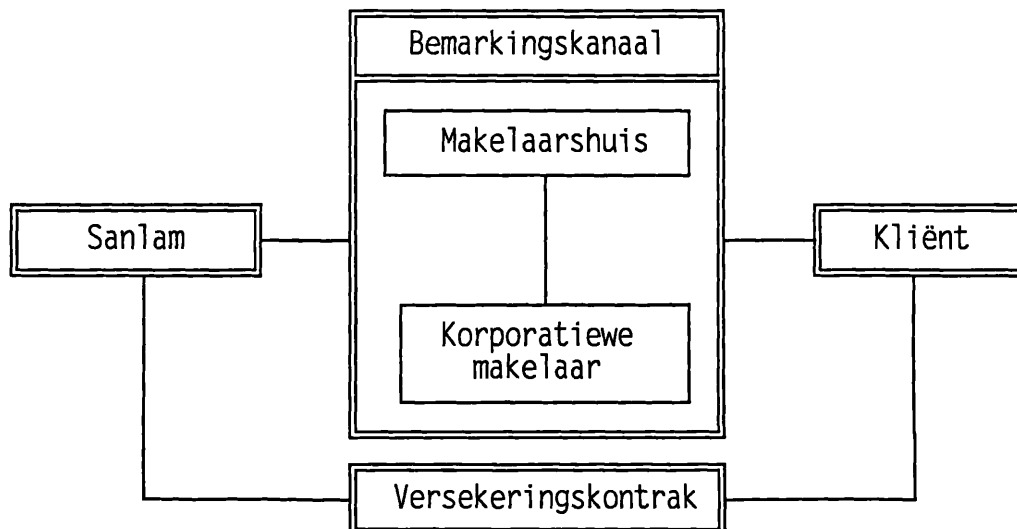 Bemarkingskanaal
Makelaarshuis
Sanlam
Kliënt
Korporatiewe
makelaar
Versekeringskontrak